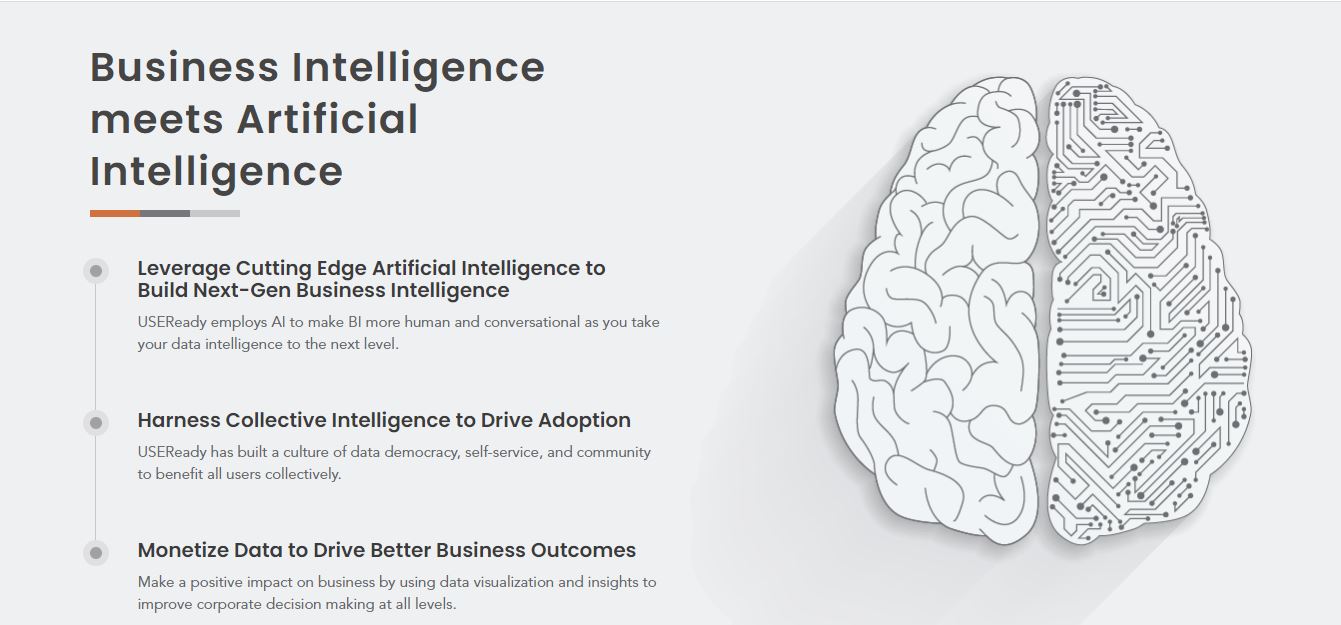 Business Intelligence
meets Artificial
Intelligence
Leverage Cutting Edge Artificial Intelligence to
Build Next-Gen Business Intelligence
USEReady employs AI to make BI more human and conversational as you take
your data intelligence to the next level.
Harness Collective Intelligence to Drive Adoption
USEReady has built a culture of data democracy, self-service, and community
to benefit all users collectively.
Monetize Data to Drive Better Business Outcomes
Make a positive impact on business by using data visualization and insights to
improve corporate decision making at all levels.